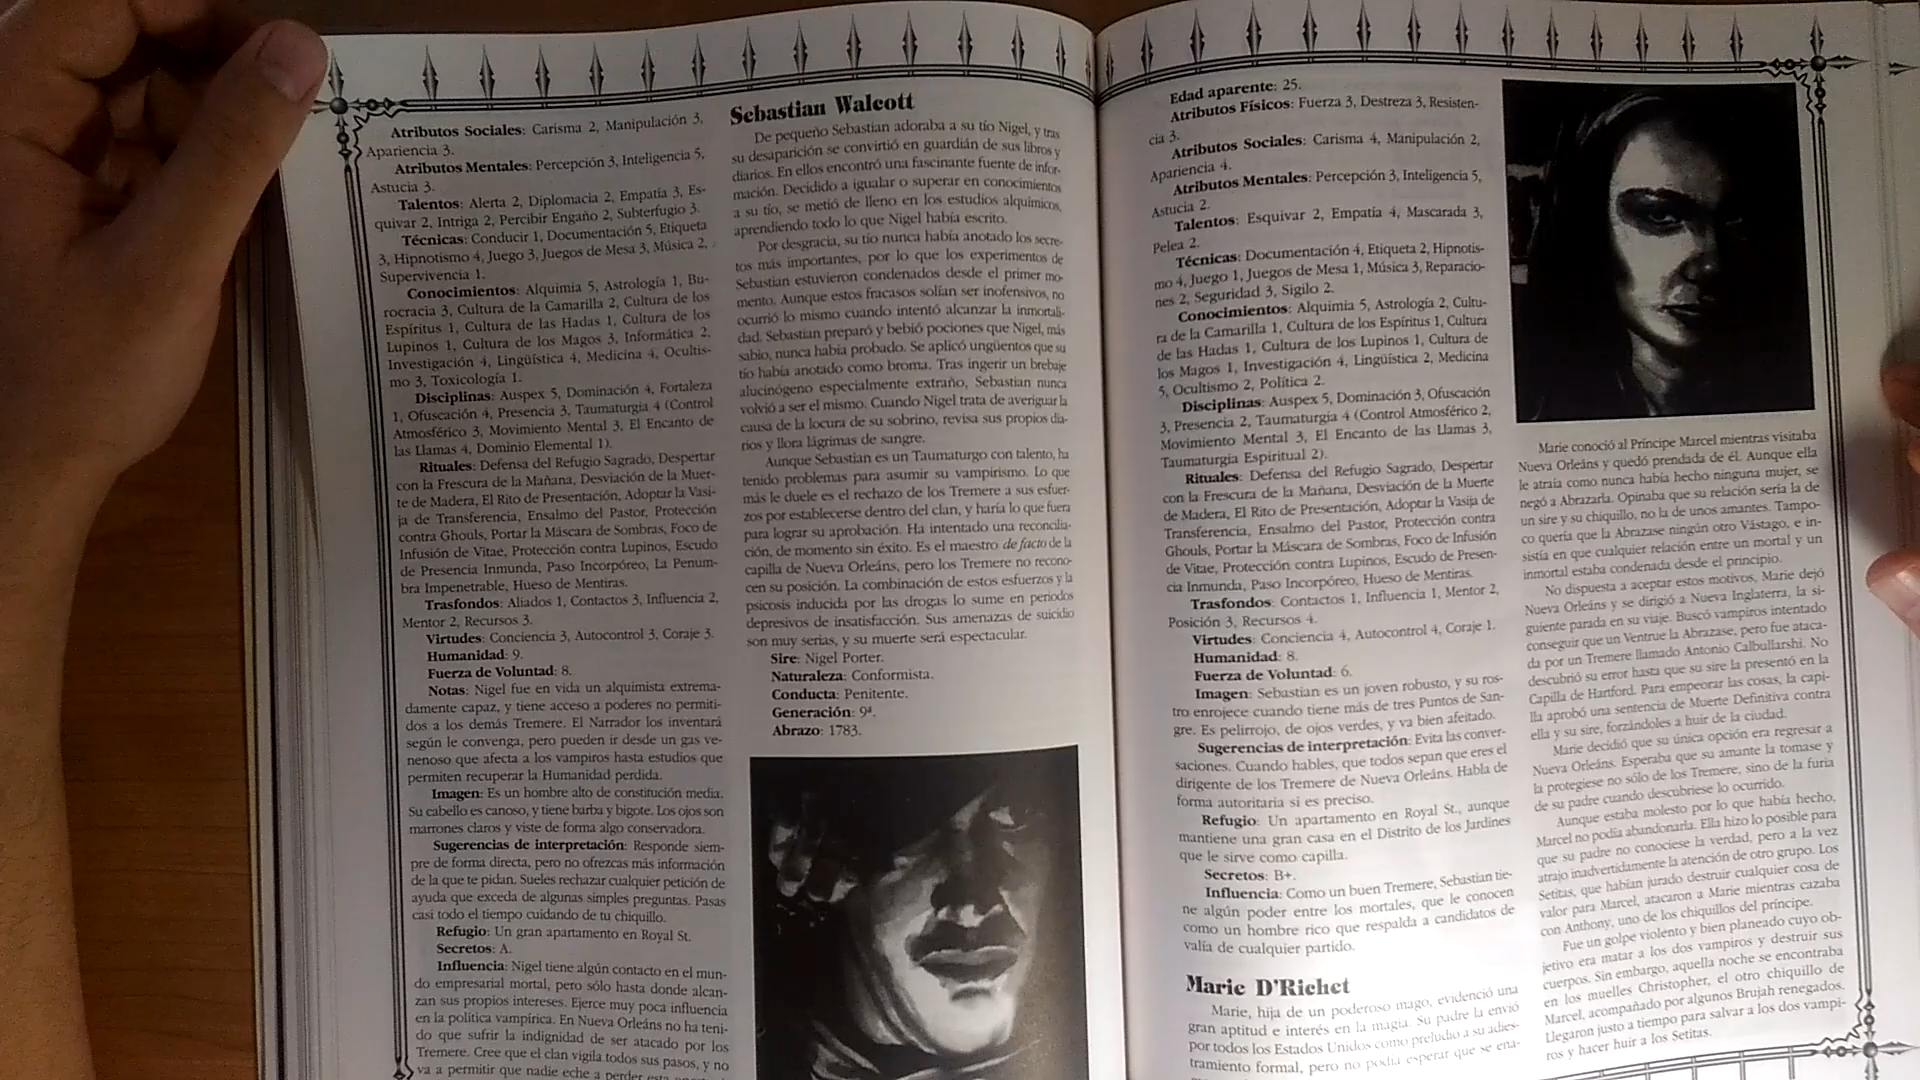 Atributos Sociales: Carisma 2, Manipulación 3,
Apariencia 3.
Atributos Mentales: Percepción 3, Inteligencia 5,
Astucia 3.
Talentos: Alerta 2, Diplomacia 2, Empatía 3, Es-
quivar 2, Intriga 2, Percibir Engaño 2, Subterfugio 3.
Técnicas: Conducir 1, Documentación 5, Etiqueta
3, Hipnotismo 4, Juego 3, Juegos de Mesa 3, Música 2,
Supervivencia 1.
Conocimientos: Alquimia 5, Astrología 1, Bu-
rocracia 3, Cultura de la Camarilla 2, Cultura de los
Espíritus 1, Cultura de las Hadas 1, Cultura de los
Lupinos 1, Cultura de los Magos 3, Informática 2,
Investigación 4, Lingüística 4, Medicina 4, Ocultis-
mo 3, Toxicología 1.
Disciplinas: Auspex 5, Dominación 4, Fortaleza
1, Ofuscación 4, Presencia 3, Taumaturgia 4 (Control
Atmosférico 3, Movimiento Mental 3, El Encanto de
las Llamas 4, Dominio Elemental 1).
Rituales: Defensa del Refugio Sagrado, Despertar
con la Frescura de la Mañana, Desviación de la Muer-
te de Madera, El Rito de Presentación, Adoptar la Vasi-
ja de Transferencia, Ensalmo del Pastor, Protección
contra Ghouls, Portar la Máscara de Sombras, Foco de
Infusión de Vitae, Protección contra Lupinos, Escudo
de Presencia Inmunda, Paso Incorpóreo, La Penum-
bra Impenetrable, Hueso de Mentiras.
Trasfondos: Aliados 1, Contactos 3, Influencia 2,
Mentor 2, Recursos 3.
Virtudes: Conciencia 3, Autocontrol 3, Coraje 3.
Humanidad: 9.
Fuerza de Voluntad: 8.
Notas: Nigel fue en vida un alquimista extrema-
damente capaz, y tiene acceso a poderes no permiti-
dos a los demás Tremere. El Narrador los inventará
según le convenga, pero pueden ir desde un gas ve-
nenoso que afecta a los vampiros hasta estudios que
permiten recuperar la Humanidad perdida.
Imagen: Es un hombre alto de constitución media.
Su cabello es canoso, y tiene barba y bigote. Los ojos son
marrones claros y viste de forma algo conservadora.
Sugerencias de interpretación: Responde siem-
pre de forma directa, pero no ofrezcas más información
de la que te pidan. Sueles rechazar cualquier petición de
ayuda que exceda de algunas simples preguntas. Pasas
casi todo el tiempo cuidando de tu chiquillo.
Refugio: Un gran apartamento en Royal St.
Secretos: A.
Influencia: Nigel tiene algún contacto en el mun-
do empresarial mortal, pero sólo hasta donde alcan-
zan sus propios intereses. Ejerce muy poca influencia
en la política vampírica. En Nueva Orleáns no ha teni-
do que sufrir la indignidad de ser atacado por los
Tremere. Cree que el clan vigila todos sus pasos, y no
va a permitir que nadie eche a perder
Sebastian Walcott
De pequeño Sebastian adoraba a su tío Nigel, y tras
su desaparición se convirtió en guardián de sus libros y
diarios. En ellos encontró una fascinante fuente de infor-
mación. Decidido a igualar o superar en conocimientos
a su tío, se metió de lleno en los estudios alquímicos,
aprendiendo todo lo que Nigel había escrito.
Por desgracia, su tío nunca había anotado los secre-
tos más importantes, por lo que los experimentos de
Sebastian estuvieron condenados desde el primer mo-
mento. Aunque estos fracasos solían ser inofensivos, no
ocurrió lo mismo cuando intentó alcanzar la inmortali-
dad. Sebastian preparó y bebió pociones que Nigel, más
sabio, nunca había probado. Se aplicó ungüentos que su
tío había anotado como broma. Tras ingerir un brebaje
alucinógeno especialmente extraño, Sebastian nunca
volvió a ser el mismo. Cuando Nigel trata de averiguar la
causa de la locura de su sobrino, revisa sus propios dia-
rios y llora lágrimas de sangre.
Aunque Sebastian es un Taumaturgo con talento, ha
tenido problemas para asumir su vampirismo. Lo que
más le duele es el rechazo de los Tremere a sus esfuer-
zos por establecerse dentro del clan, y haría lo que fuera
para lograr su aprobación. Ha intentado una reconcilia-
ción, de momento sin éxito. Es el maestro de facto de la
capilla de Nueva Orleáns, pero los Tremere no recono-
cen su posición. La combinación de estos esfuerzos y la
psicosis inducida por las drogas lo sume en periodos
depresivos de insatisfacción. Sus amenazas de suicidio
son muy serias, y su muerte será espectacular.
Sire: Nigel Porter.
Naturaleza: Conformista.
Conducta: Penitente.
Generación: 9ª.
Abrazo: 1783.
Edad aparente: 25.
Atributos Físicos: Fuerza 3, Destreza 3, Resisten-
cia 3.
Atributos Sociales: Carisma 4, Manipulación 2,
Apariencia 4.
Atributos Mentales: Percepción 3, Inteligencia 5,
Astucia 2.
Talentos: Esquivar 2, Empatía 4, Mascarada 3,
Pelea 2.
Técnicas: Documentación 4, Etiqueta 2, Hipnotis-
mo 4, Juego 1, Juegos de Mesa 1, Música 3, Reparacio-
nes 2, Seguridad 3, Sigilo 2.
Conocimientos: Alquimia 5, Astrología 2, Cultu-
ra de la Camarilla 1, Cultura de los Espíritus 1, Cultura
de las Hadas 1, Cultura de los Lupinos 1, Cultura de
los Magos 1, Investigación 4, Lingüística 2, Medicina
5, Ocultismo 2, Política 2.
Disciplinas: Auspex 5, Dominación 3, Ofuscación
3, Presencia 2, Taumaturgia 4 (Control Atmosférico 2,
Movimiento Mental 3, El Encanto de las Llamas 3,
Taumaturgia Espiritual 2).
Rituales: Defensa del Refugio Sagrado, Despertar
con la Frescura de la Mañana, Desviación de la Muerte
de Madera, El Rito de Presentación, Adoptar la Vasija de
Transferencia, Ensalmo del Pastor, Protección contra
Ghouls, Portar la Máscara de Sombras, Foco de Infusión
de Vitae, Protección contra Lupinos, Escudo de Presen-
cia Inmunda, Paso Incorpóreo, Hueso de Mentiras.
Trasfondos: Contactos 1, Influencia 1, Mentor 2,
Posición 3, Recursos 4.
Virtudes: Conciencia 4, Autocontrol 4, Coraje 1.
Humanidad: 8.
Fuerza de Voluntad: 6.
Imagen: Sebastian es un joven robusto, y su ros-
tro enrojece cuando tiene más de tres Puntos de San-
gre. Es pelirrojo, de ojos verdes, y va bien afeitado.
Sugerencias de interpretación: Evita las conver-
saciones. Cuando hables, que todos sepan que eres el
dirigente de los Tremere de Nueva Orleáns. Habla de
forma autoritaria si es preciso.
Refugio: Un apartamento en Royal St., aunque
mantiene una gran casa en el Distrito de los Jardines
que le sirve como capilla.
Secretos: B+.
Influencia: Como un buen Tremere, Sebastian tie-
ne algún poder entre los mortales, que le conocen
como un hombre rico que respalda a candidatos de
valía de cualquier partido.
Marie D'Richet
Marie, hija de un poderoso mago, evidenció una
gran aptitud e interés en la magia. Su padre la envió
por todos los Estados Unidos como preludio a su adies-
tramiento formal, pero no podía esperar que se ena-
Marie conoció al Príncipe Marcel mientras visitaba
Nueva Orleáns y quedó prendada de él. Aunque ella
le atraía como nunca había hecho ninguna mujer, se
negó a Abrazarla. Opinaba que su relación sería la de
un sire y su chiquillo, no la de unos amantes. Tampo-
co quería que la Abrazase ningún otro Vástago, e in-
sistía en que cualquier relación entre un mortal y un
inmortal estaba condenada desde el principio.
No dispuesta a aceptar estos motivos, Marie dejó
Nueva Orleáns y se dirigió a Nueva Inglaterra, la si-
guiente parada en su viaje. Buscó vampiros intentado
conseguir que un Ventrue la Abrazase, pero fue ataca-
da por un Tremere llamado Antonio Calbullarshi. No
descubrió su error hasta que su sire la presentó en la
Capilla de Hartford. Para empeorar las cosas, la capi-
lla aprobó una sentencia de Muerte Definitiva contra
ella y su sire, forzándoles a huir de la ciudad.
Marie decidió que su única opción era regresar a
Nueva Orleáns. Esperaba que su amante la tomase y
la protegiese no sólo de los Tremere, sino de la furia
de su padre cuando descubriese lo ocurrido.
Aunque estaba molesto por lo que había hecho,
Marcel no podía abandonarla. Ella hizo lo posible para
que su padre no conociese la verdad, pero a la vez
atrajo inadvertidamente la atención de otro grupo. Los
Setitas, que habían jurado destruir cualquier cosa de
valor para Marcel, atacaron a Marie mientras cazaba
con Anthony, uno de los chiquillos del príncipe.
Fue un golpe violento y bien planeado cuyo ob-
jetivo era matar a los dos vampiros y destruir sus
cuerpos. Sin embargo, aquella noche se encontraba
en los muelles Christopher, el otro chiquillo de
Marcel, acompañado por algunos Brujah renegados.
Llegaron justo a tiempo para salvar a los dos vampi-
ros y hacer huir a los Setitas.